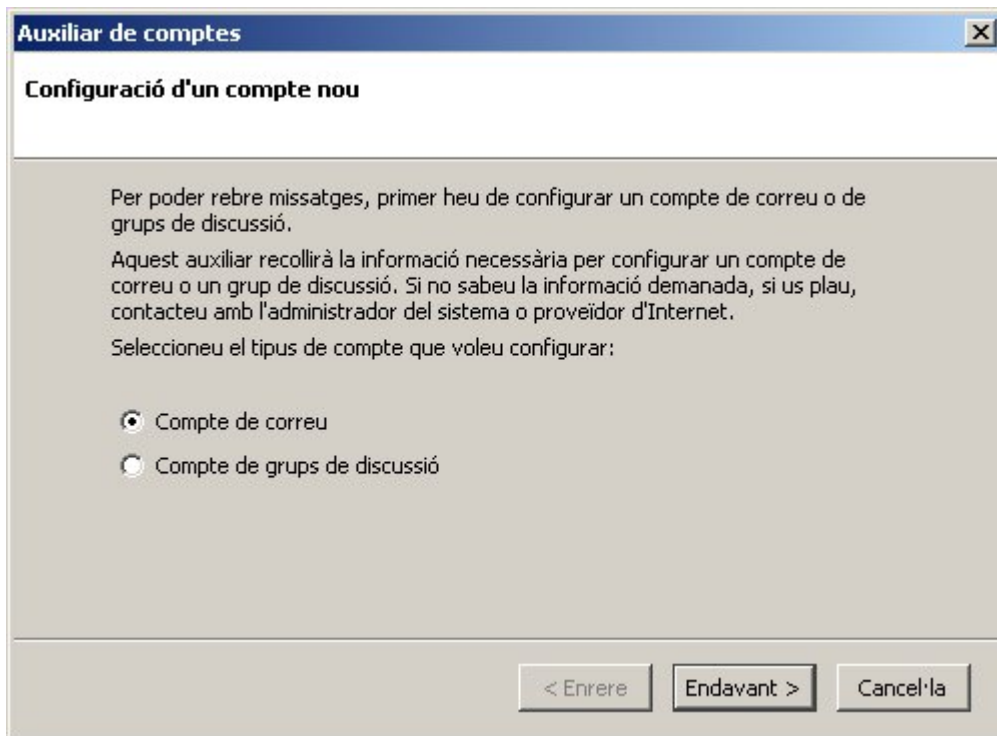 Auxiliar de comptes
Configuració d'un compte nou
Per poder rebre missatges, primer heu de configurar un compte de correu o de
grups de discussió.
Aquest auxiliar recollirà la informació necessària per configurar un compte de
correu o un grup de discussió. Si no sabeu la informació demanada, si us plau,
contacteu amb l'administrador del sistema o proveïdor d'Internet.
Seleccioneu el tipus de compte que voleu configurar:
Compte de correu
Compte de grups de discussió
< Enrere Endavant > Cancel·la